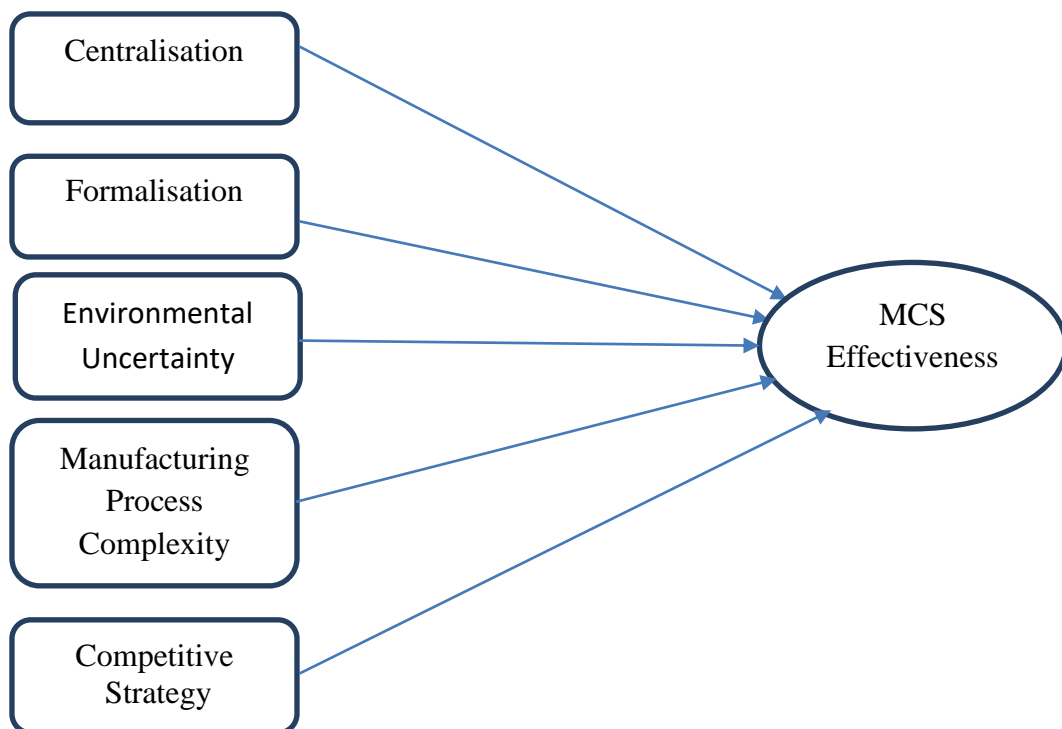 Centralisation
Formalisation
Environmental
Uncertainty
Manufacturing
Process
Complexity
Competitive
Strategy
MCS
Effectiveness